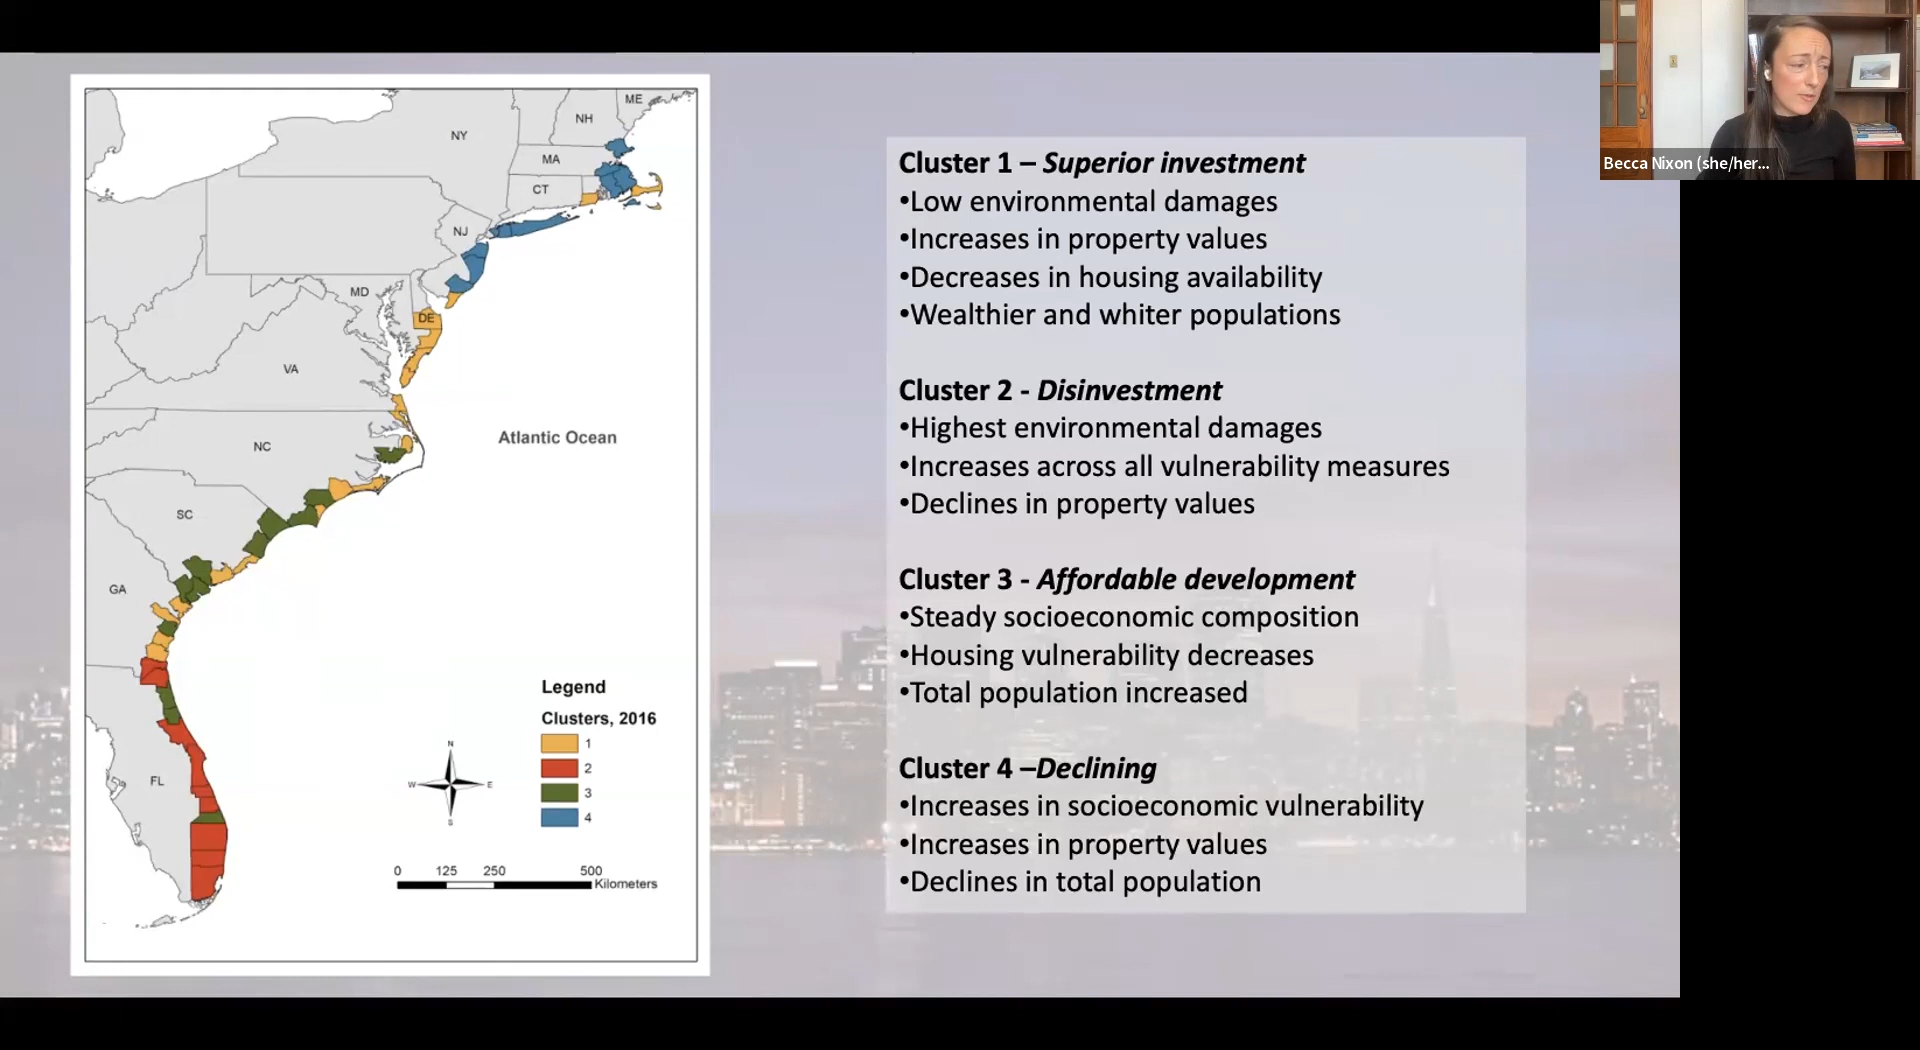 Becca Nixon (she/her...
ME
NH
NY
MA
CT
NJ
MD
DE
VA
Atlantic Ocean
NC
SC
GA
FL
Legend
Clusters, 2016
1
2
3
4
N
W
E
S
0 125 250 500
Kilometers
Cluster 1 – Superior investment
•Low environmental damages
•Increases in property values
•Decreases in housing availability
•Wealthier and whiter populations
Cluster 2 - Disinvestment
•Highest environmental damages
•Increases across all vulnerability measures
•Declines in property values
Cluster 3 - Affordable development
•Steady socioeconomic composition
•Housing vulnerability decreases
•Total population increased
Cluster 4 –Declining
•Increases in socioeconomic vulnerability
•Increases in property values
•Declines in total population